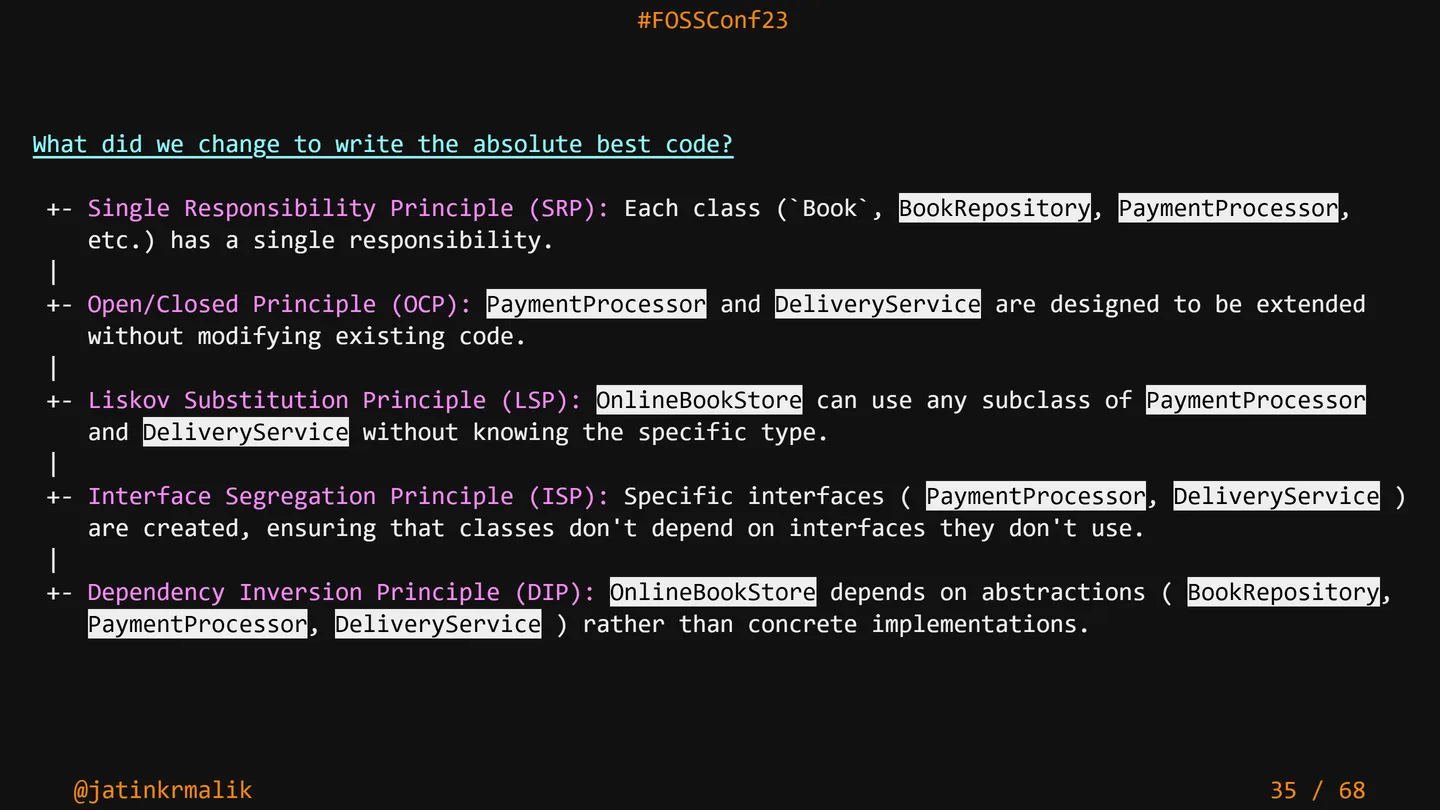 #FOSSConf23
What did we change to write the absolute best code?
+- Single Responsibility Principle (SRP): Each class (`Book`, BookRepository, PaymentProcessor,
etc.) has a single responsibility.
|
+- Open/Closed Principle (OCP): PaymentProcessor and DeliveryService are designed to be extended
without modifying existing code.
|
+- Liskov Substitution Principle (LSP): OnlineBookStore can use any subclass of PaymentProcessor
and DeliveryService without knowing the specific type.
|
+- Interface Segregation Principle (ISP): Specific interfaces ( PaymentProcessor, DeliveryService )
are created, ensuring that classes don't depend on interfaces they don't use.
|
+- Dependency Inversion Principle (DIP): OnlineBookStore depends on abstractions ( BookRepository,
PaymentProcessor, DeliveryService ) rather than concrete implementations.
@jatinkrmalik
35 / 68